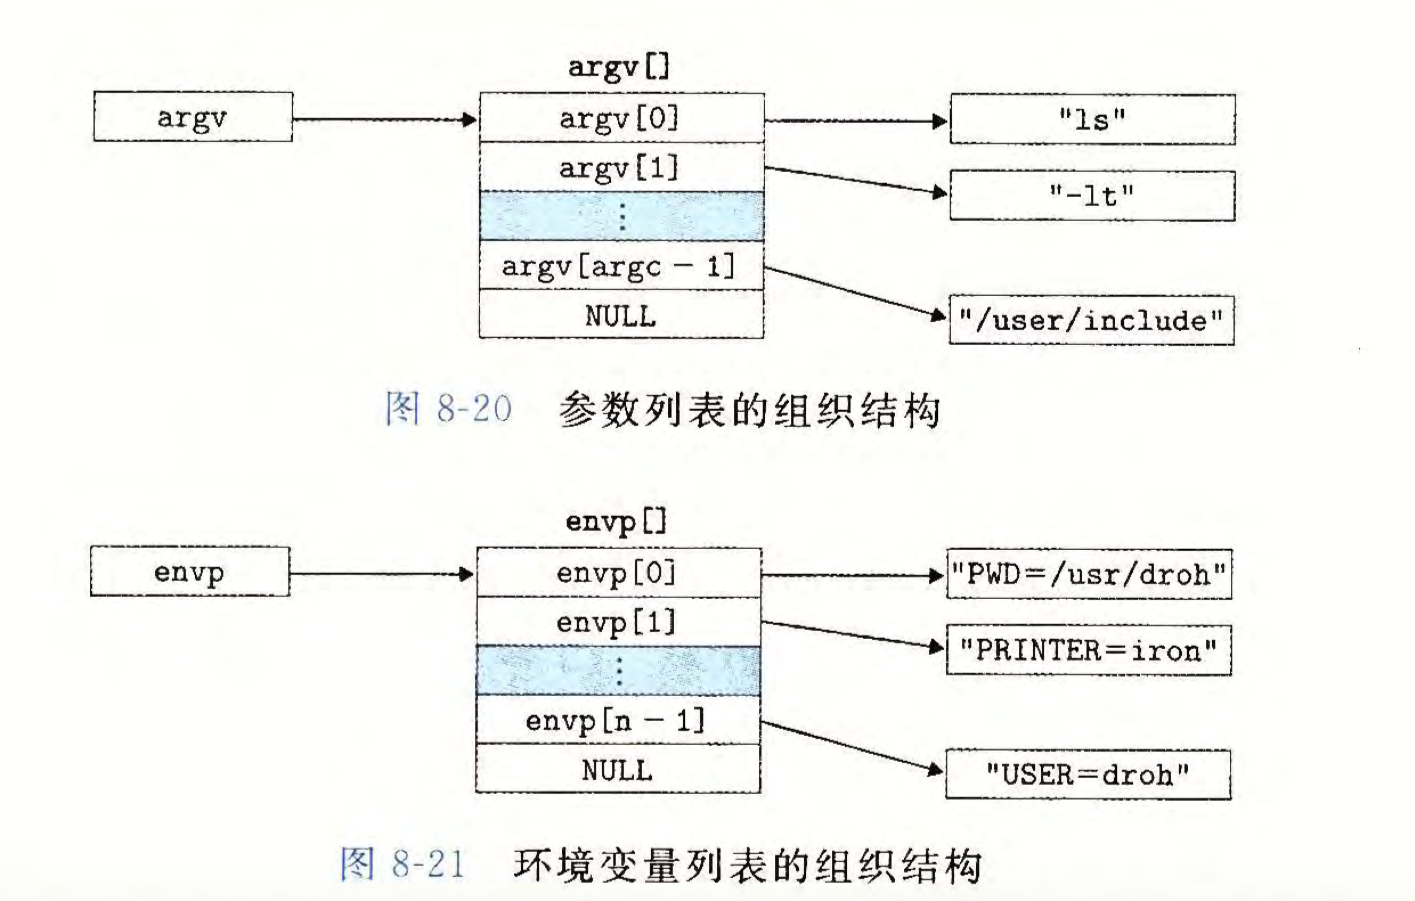 argv[]
argv
argv[0]
"ls"
argv[1]
"-lt"
⋮
argv[argc − 1]
NULL
"/user/include"
图 8-20 参数列表的组织结构
envp[]
envp
envp[0]
"PWD=/usr/droh"
envp[1]
"PRINTER=iron"
⋮
envp[n − 1]
NULL
"USER=droh"
图 8-21 环境变量列表的组织结构